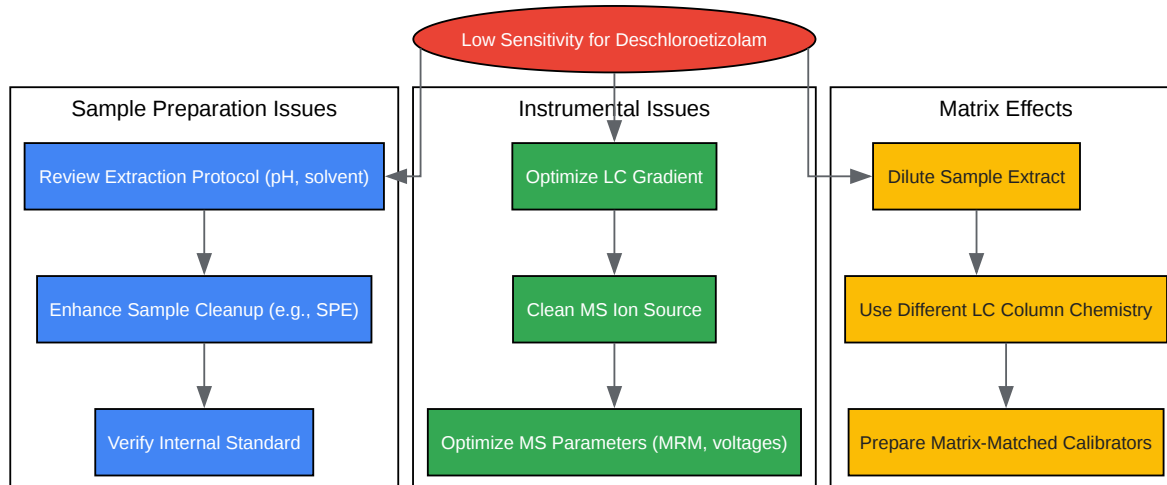 Low Sensitivity for Deschloroetizolam
Sample Preparation Issues
Review Extraction Protocol (pH, solvent)
Enhance Sample Cleanup (e.g., SPE)
Verify Internal Standard
Instrumental Issues
Optimize LC Gradient
Clean MS Ion Source
Optimize MS Parameters (MRM, voltages)
Matrix Effects
Dilute Sample Extract
Use Different LC Column Chemistry
Prepare Matrix-Matched Calibrators